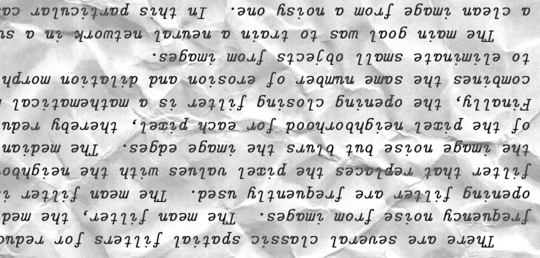 There are several classic spatial filters for reduc
frequency noise from images. The mean filter, the med
opening filter are frequently used. The mean filter i
filter that replaces the pixel values with the neighbo
the image noise but blurs the image edges. The median
of the pixel neighborhood for each pixel, thereby redu
Finally, the opening closing filter is a mathematical
combines the same number of erosion and dilation morph
to eliminate small objects from images.
The main goal was to train a neural network in a su
a clean image from a noisy one. In this particular ca